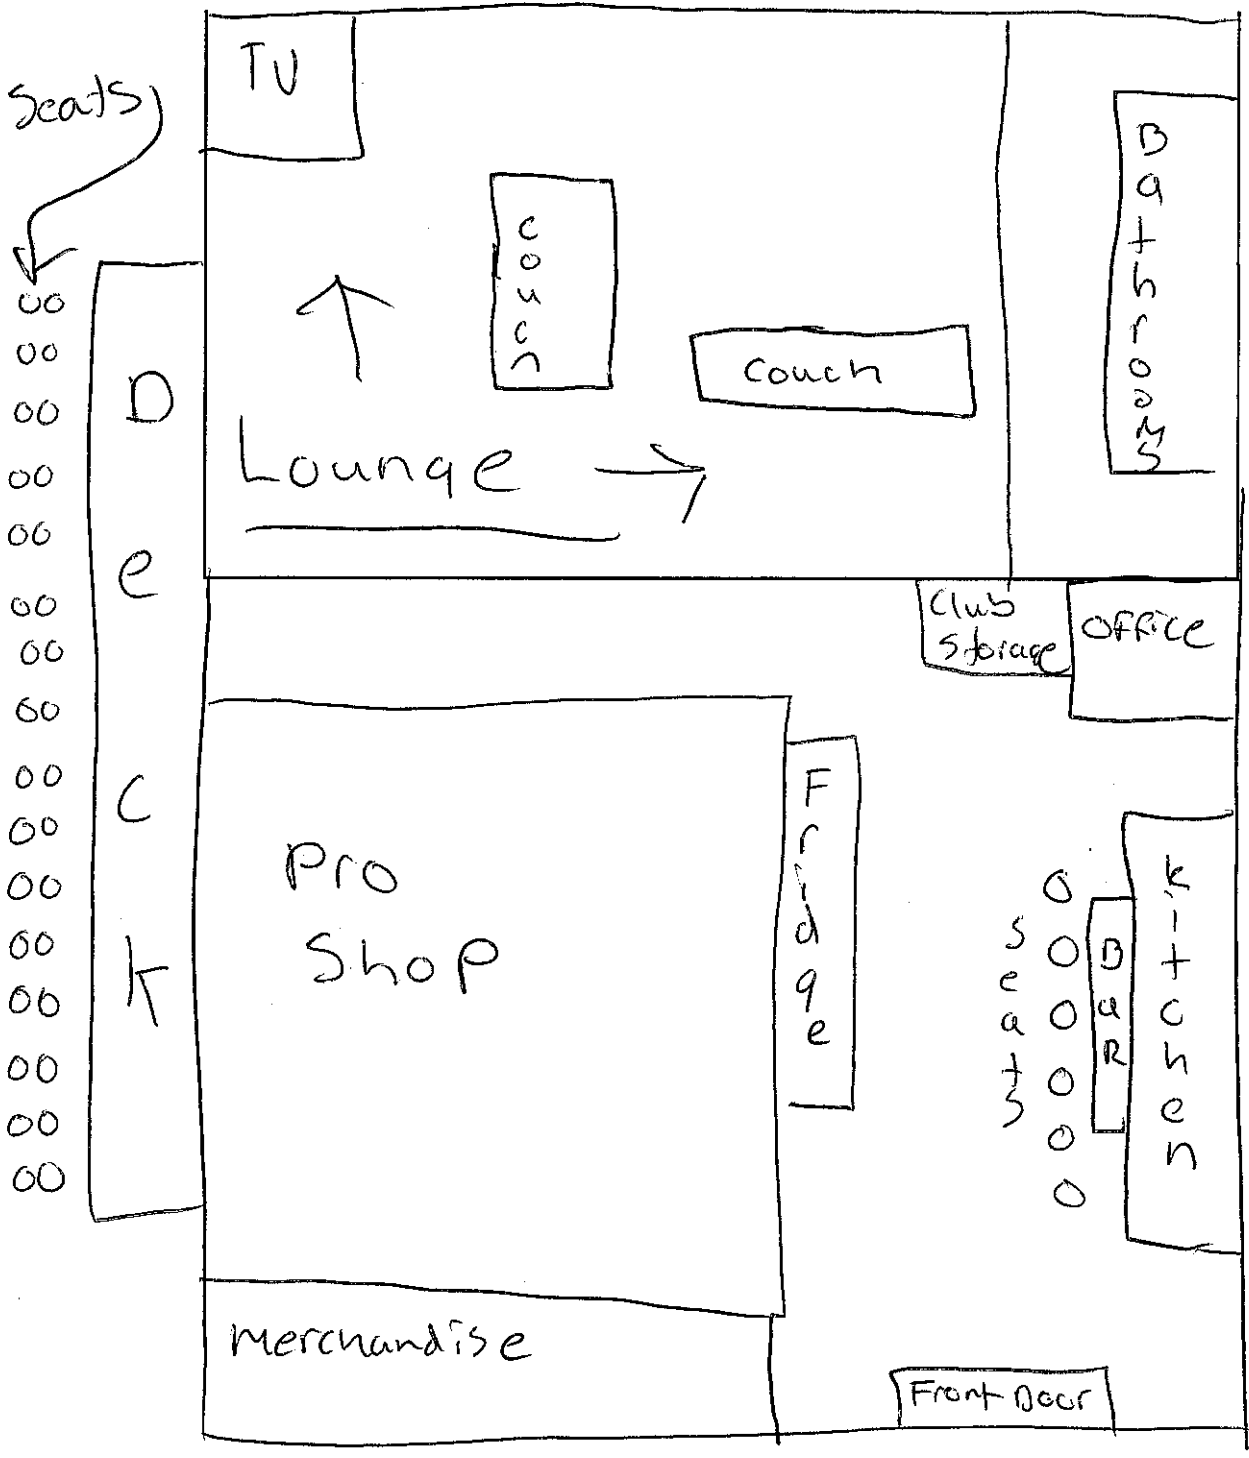 TV
Seats
Couch
Couch
Bathrooms
Lounge
Deck
Club
Storage
OFFice
Pro
Shop
Fridge
Seats
BaR
kitchen
Merchandise
Front Door